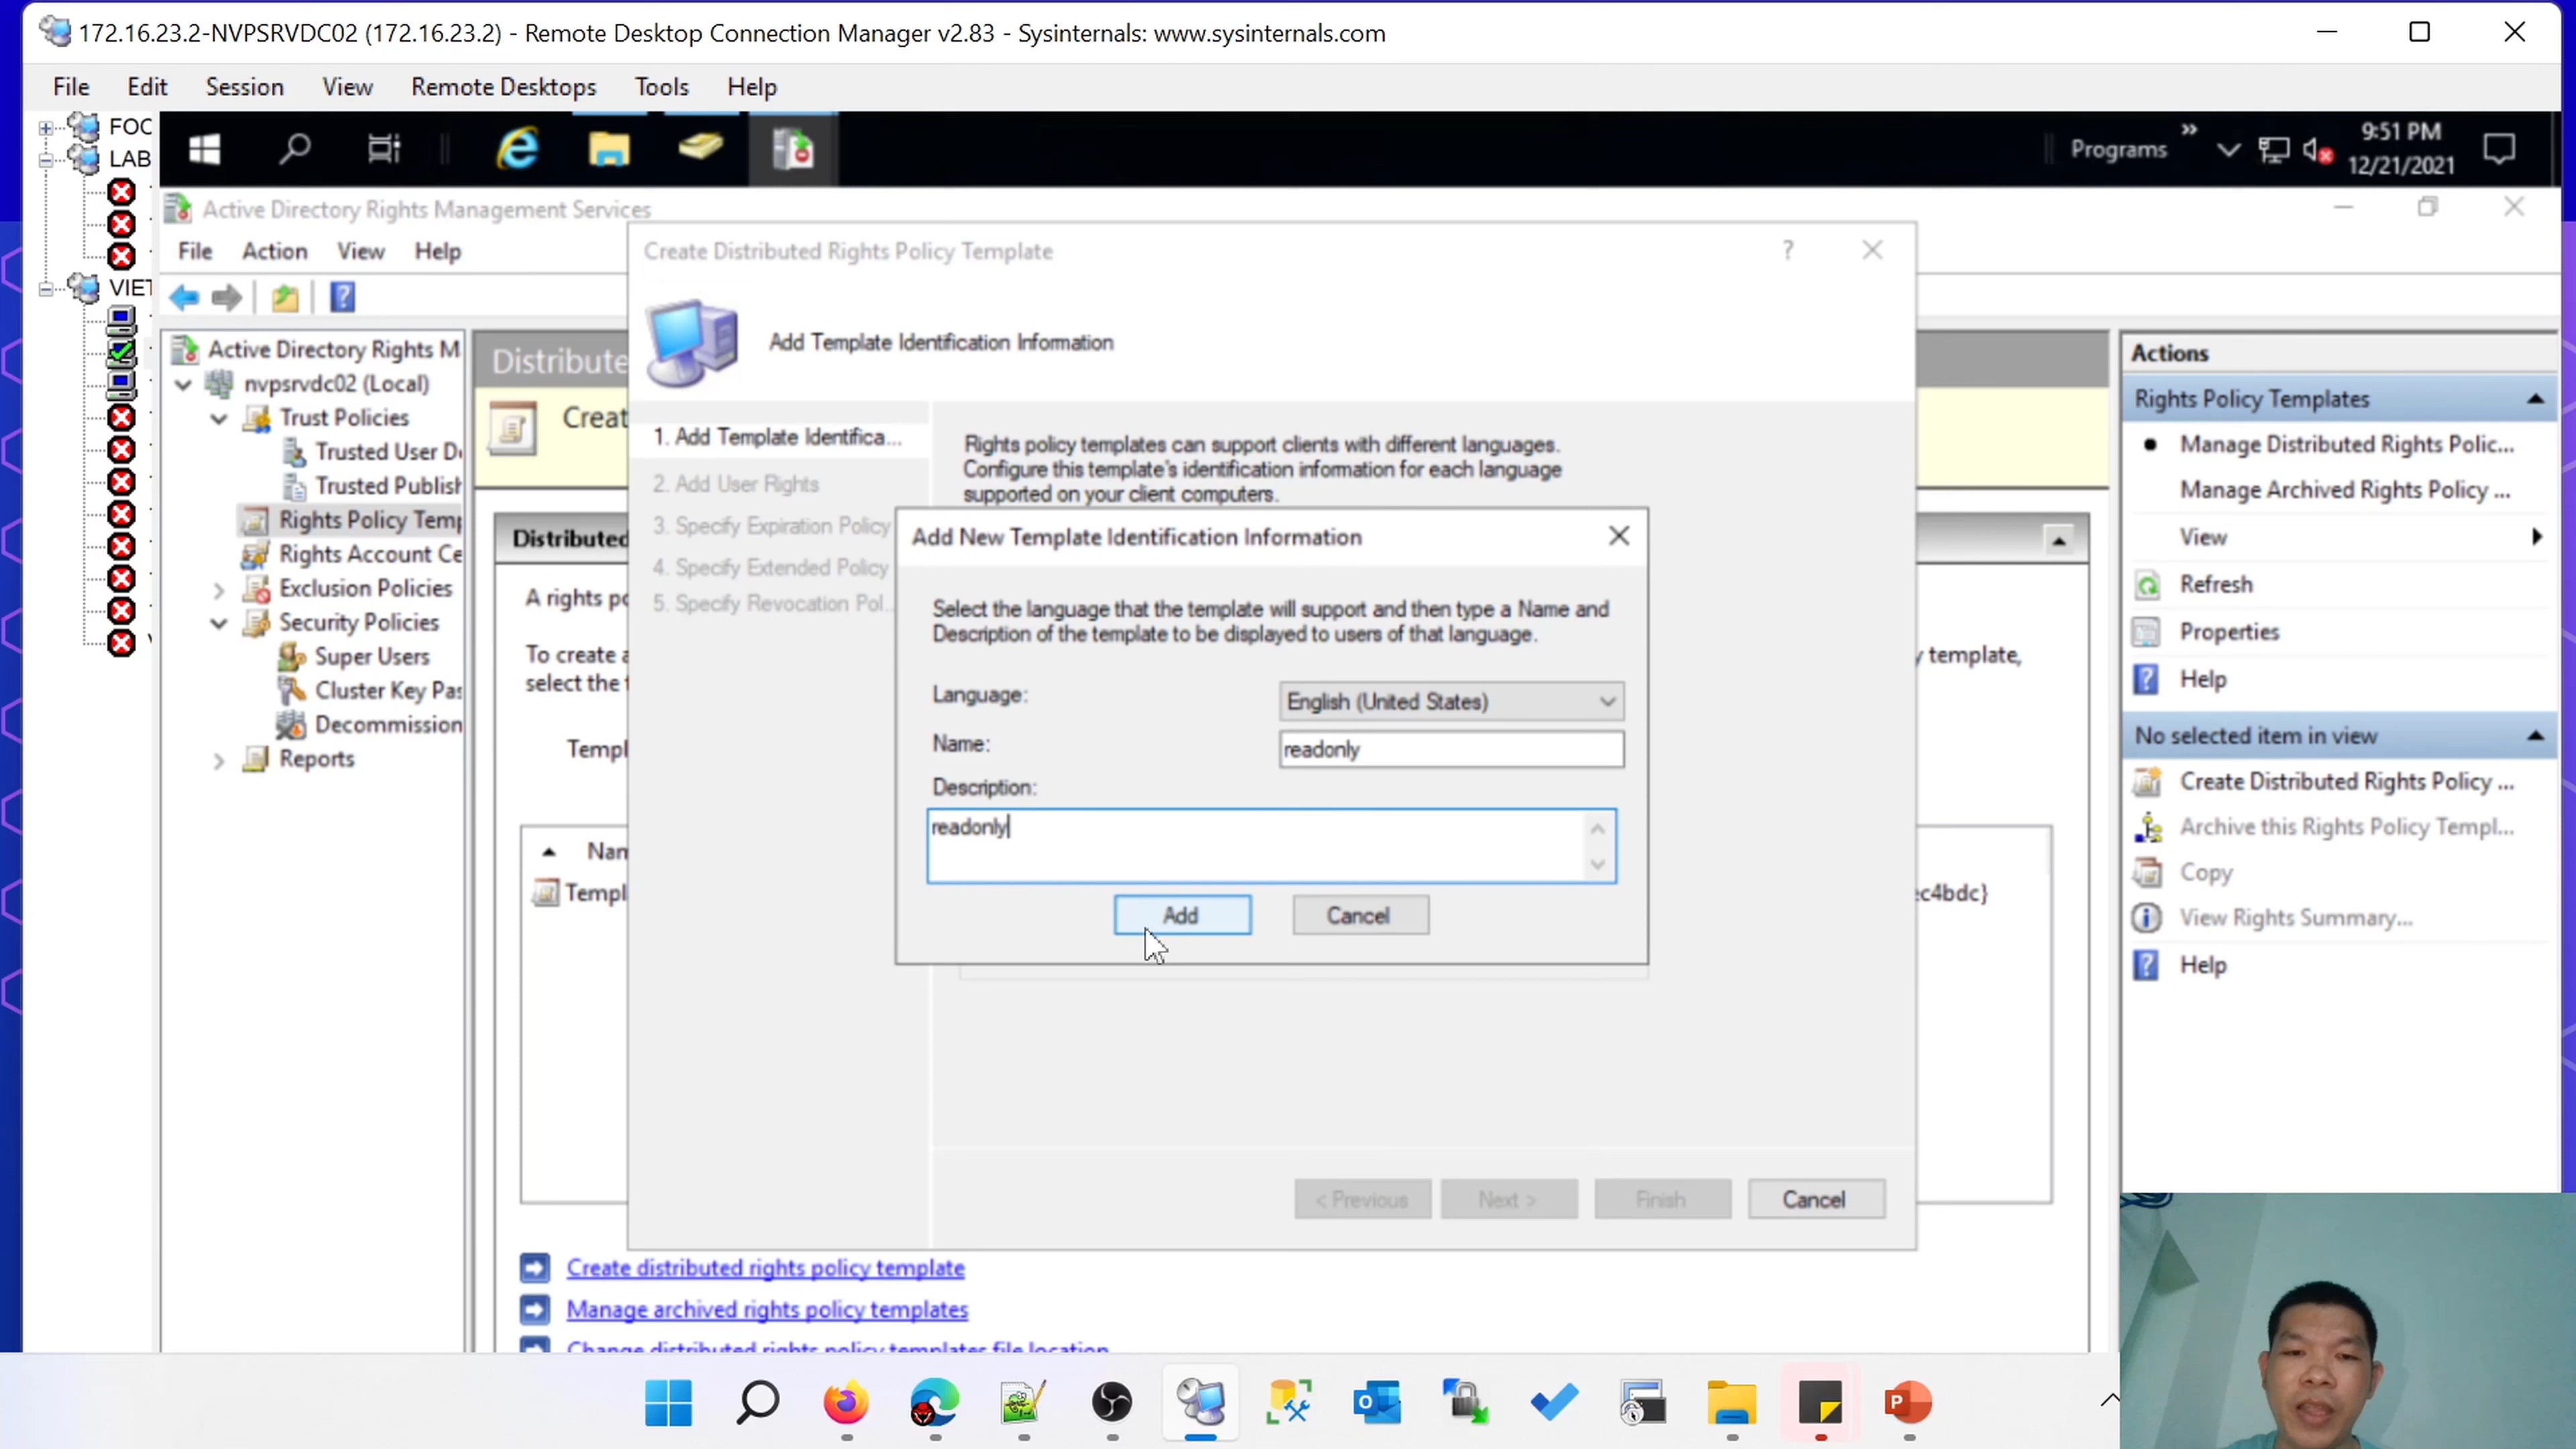 172.16.23.2-NVPSRVDC02 (172.16.23.2) - Remote Desktop Connection Manager v2.83 - Sysinternals: www.sysinternals.com
File Edit Session View Remote Desktops Tools Help
FOC
LAB
VIET
Programs
9:51 PM
12/21/2021
Active Directory Rights Management Services
File Action View Help
Active Directory Rights M
nvpsrvdc02 (Local)
Trust Policies
Trusted User D
Trusted Publish
Rights Policy Temp
Rights Account Ce
Exclusion Policies
Security Policies
Super Users
Cluster Key Pas
Decommission
Reports
Distribute
Creat
Distributed
A rights po
To create a
select the
y template,
Templ
Nam
Templ
ec4bdc}
Create distributed rights policy template
Manage archived rights policy templates
Change distributed rights policy templates file location
Create Distributed Rights Policy Template
?
Add Template Identification Information
1. Add Template Identifica...
2. Add User Rights
3. Specify Expiration Policy
4. Specify Extended Policy
5. Specify Revocation Pol...
Rights policy templates can support clients with different languages.
Configure this template's identification information for each language
supported on your client computers.
Add New Template Identification Information
Select the language that the template will support and then type a Name and
Description of the template to be displayed to users of that language.
Language:
English (United States)
Name:
readonly
Description:
readonly
Add Cancel
< Previous Next > Finish Cancel
Actions
Rights Policy Templates
Manage Distributed Rights Polic...
Manage Archived Rights Policy ...
View
Refresh
Properties
Help
No selected item in view
Create Distributed Rights Policy ...
Archive this Rights Policy Templ...
Copy
View Rights Summary...
Help